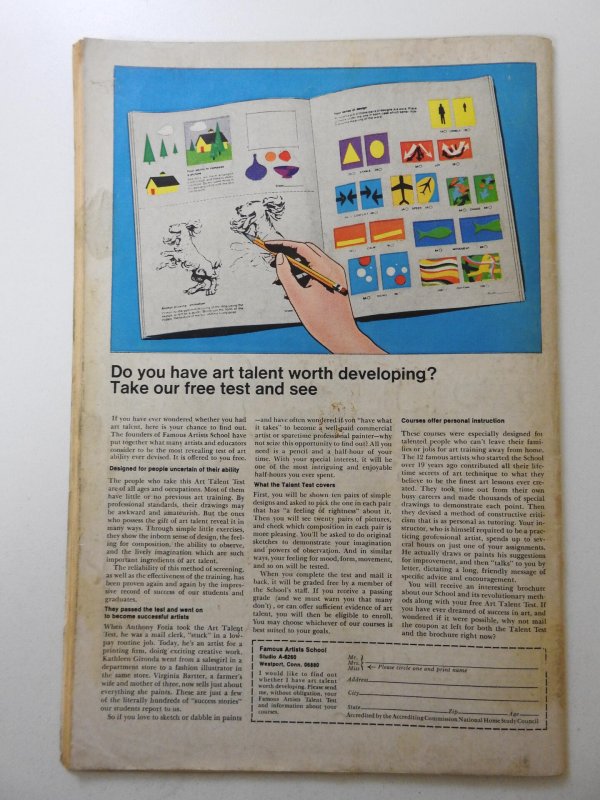 Do you have art talent worth developing?
Take our free test and see
If you have ever wondered whether you had
art talent, here is your chance to find out.
The founders of Famous Artists School have
put together what many artists and educators
consider to be the most revealing test of art
ability ever devised. It is offered to you free.
Designed for people uncertain of their ability
The people who take this Art Talent Test
are of all ages and occupations. Most of them
have little or no previous art training. By
professional standards, their drawings may
be awkward and amateurish. But the ones
who possess the gift of art talent reveal it in
many ways. Through simple little exercises,
they show the inborn sense of design, the feel-
ing for composition, the ability to observe,
and the lively imagination which are such
important ingredients of art talent.
The reliability of this method of screening,
as well as the effectiveness of the training, has
been proven again and again by the impres-
sive record of success of our students and
graduates.
They passed the test and went on
to become successful artists
When Anthony Fotia took the Art Talent
Test, he was a mail clerk, "stuck" in a low-
pay routine job. Today, he's an artist for a
printing firm, doing exciting creative work.
Kathleen Gironda went from a salesgirl in a
department store to a fashion illustrator in
the same store. Virginia Bartter, a farmer's
wife and mother of three, now sells just about
everything she paints. These are just a few
of the literally hundreds of "success stories"
our students report to us.
So if you love to sketch or dabble in paints
—and have often wondered if you "have what
it takes" to become a well-paid commercial
artist or sparetime professional painter—why
not seize this opportunity to find out? All you
need is a pencil and a half-hour of your
time. With your special interest, it will be
one of the most intriguing and enjoyable
half-hours you ever spent.
What the Talent Test covers
First, you will be shown ten pairs of simple
designs and asked to pick the one in each pair
that has "a feeling of rightness" about it.
Then you will see twenty pairs of pictures,
and check which composition in each pair is
more pleasing. You'll be asked to do original
sketches to demonstrate your imagination
and powers of observation. And in similar
ways, your feeling for mood, form, movement,
and so on will be tested.
When you complete the test and mail it
back, it will be graded free by a member of
the School's staff. If you receive a passing
grade (and we must warn you that many
don't), or can offer sufficient evidence of art
talent, you will then be eligible to enroll.
You may choose whichever of our courses is
best suited to your goals.
Courses offer personal instruction
These courses were especially designed for
talented people who can't leave their fami-
lies or jobs for art training away from home.
The 12 famous artists who started the School
over 19 years ago contributed all their life-
time secrets of art technique to what they
believe to be the finest art lessons ever cre-
ated. They took time out from their own
busy careers and made thousands of special
drawings to demonstrate each point. Then
they devised a method of constructive criti-
cism that is as personal as tutoring. Your in-
structor, who is himself required to be a prac-
ticing professional artist, spends up to sev-
eral hours on just one of your assignments.
He actually draws or paints his suggestions
for improvement, and then "talks" to you by
letter, dictating a long, friendly message of
specific advice and encouragement.
You will receive an interesting brochure
about our School and its revolutionary meth-
ods along with your free Art Talent Test. If
you have ever dreamed of success in art, and
wondered if it were possible, why not mail
the coupon at left for both the Talent Test
and the brochure right now?
Famous Artists School
Studio A-6260
Westport, Conn. 06880
I would like to find out
whether I have art talent
worth developing. Please send
me, without obligation, your
Famous Artists Talent Test
and information about your
courses.
Mr.
Mrs.
Miss
Please circle one and print name
Address
City
State Zip Age
Accredited by the Accrediting Commission National Home Study Council